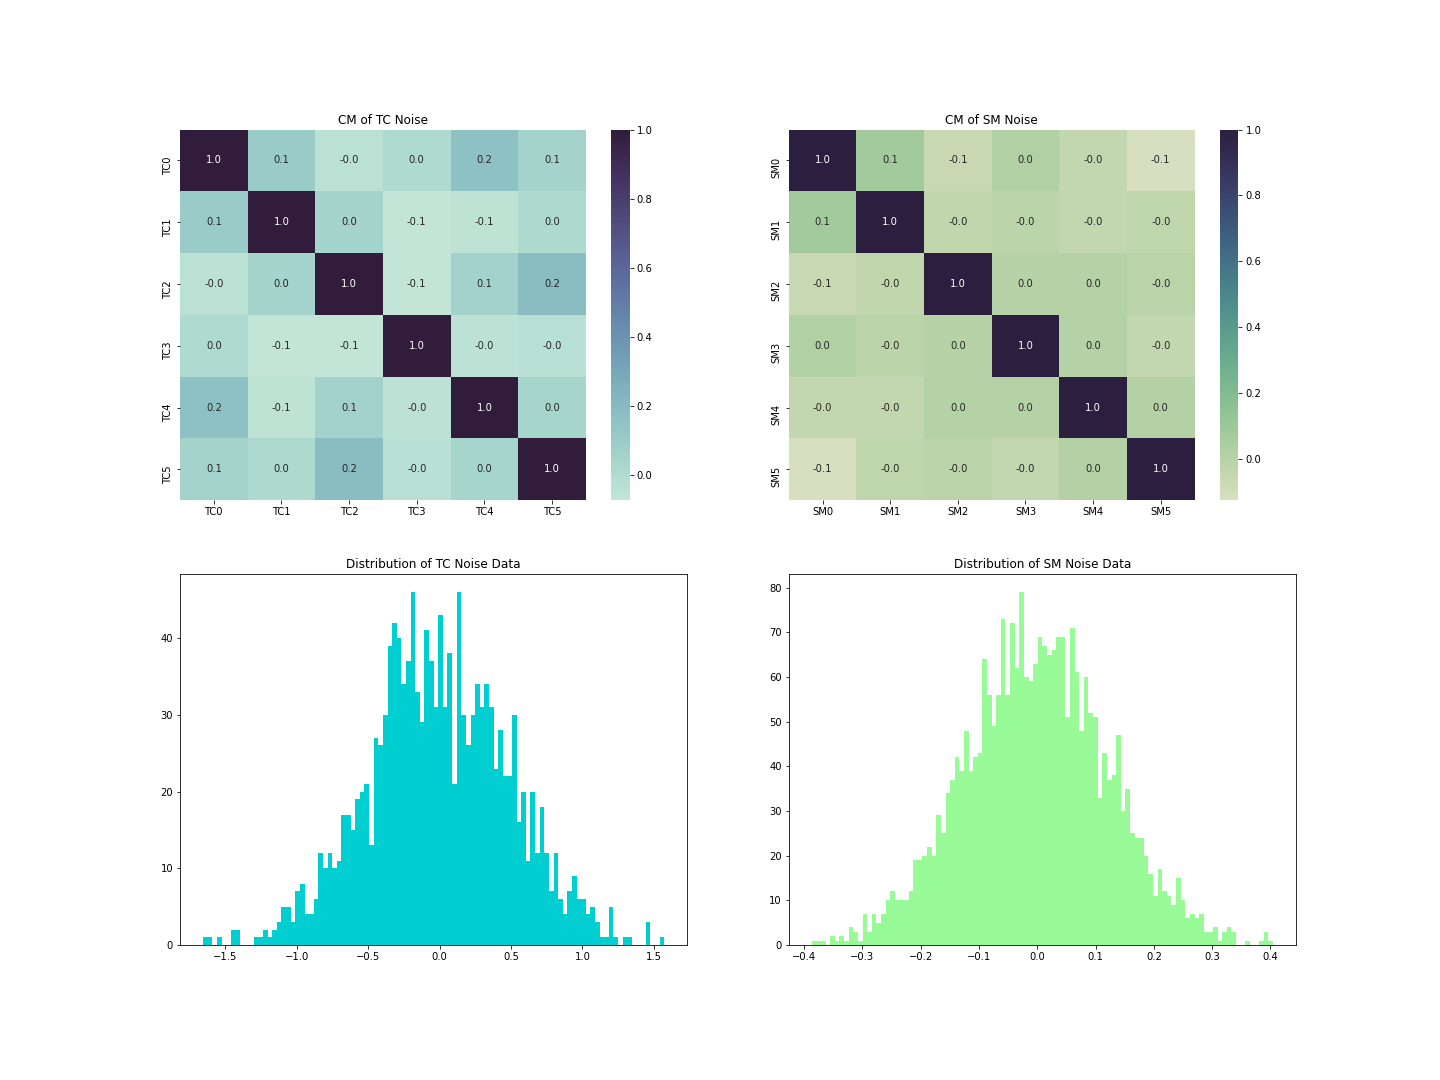 CM of TC Noise
TC0 1.0 0.1 -0.0 0.0 0.2 0.1
TC1 0.1 1.0 0.0 -0.1 -0.1 0.0
TC2 -0.0 0.0 1.0 -0.1 0.1 0.2
TC3 0.0 -0.1 -0.1 1.0 -0.0 -0.0
TC4 0.2 -0.1 0.1 -0.0 1.0 0.0
TC5 0.1 0.0 0.2 -0.0 0.0 1.0
TC0 TC1 TC2 TC3 TC4 TC5
1.0
0.8
0.6
0.4
0.2
0.0
CM of SM Noise
SM0 1.0 0.1 -0.1 0.0 -0.0 -0.1
SM1 0.1 1.0 -0.0 -0.0 -0.0 -0.0
SM2 -0.1 -0.0 1.0 0.0 0.0 -0.0
SM3 0.0 -0.0 0.0 1.0 0.0 -0.0
SM4 -0.0 -0.0 0.0 0.0 1.0 0.0
SM5 -0.1 -0.0 -0.0 -0.0 0.0 1.0
SM0 SM1 SM2 SM3 SM4 SM5
1.0
0.8
0.6
0.4
0.2
0.0
Distribution of TC Noise Data
40
30
20
10
0
−1.5 −1.0 −0.5 0.0 0.5 1.0 1.5
Distribution of SM Noise Data
80
70
60
50
40
30
20
10
0
−0.4 −0.3 −0.2 −0.1 0.0 0.1 0.2 0.3 0.4